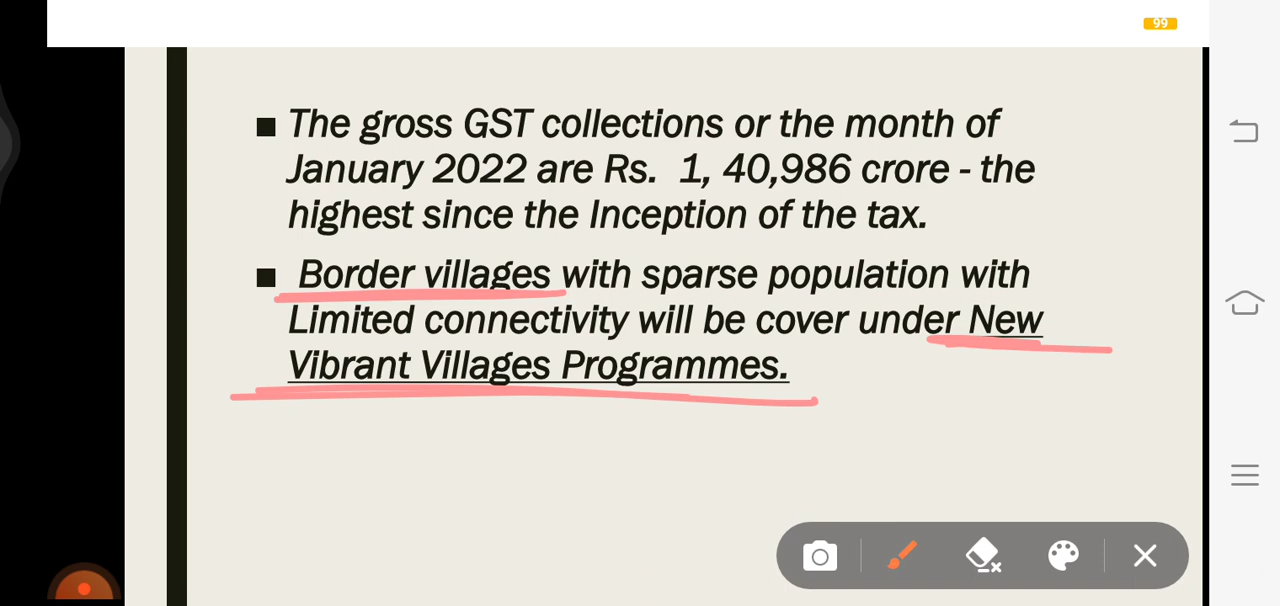 99
■ The gross GST collections or the month of
January 2022 are Rs.  1, 40,986 crore - the
highest since the Inception of the tax.
■ Border villages with sparse population with
Limited connectivity will be cover under New
Vibrant Villages Programmes.